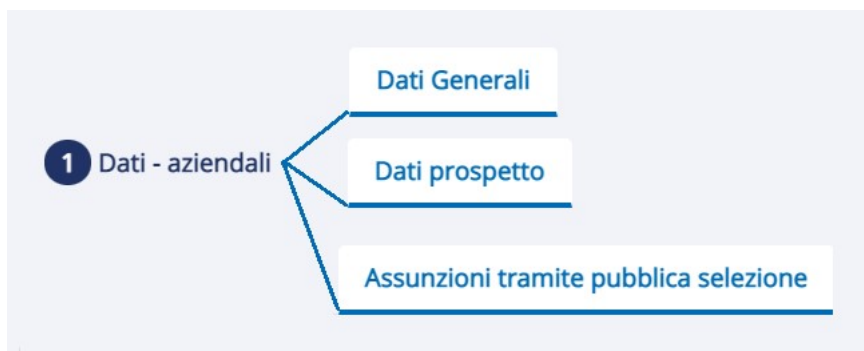 Dati Generali
1 Dati - aziendali
Dati prospetto
Assunzioni tramite pubblica selezione